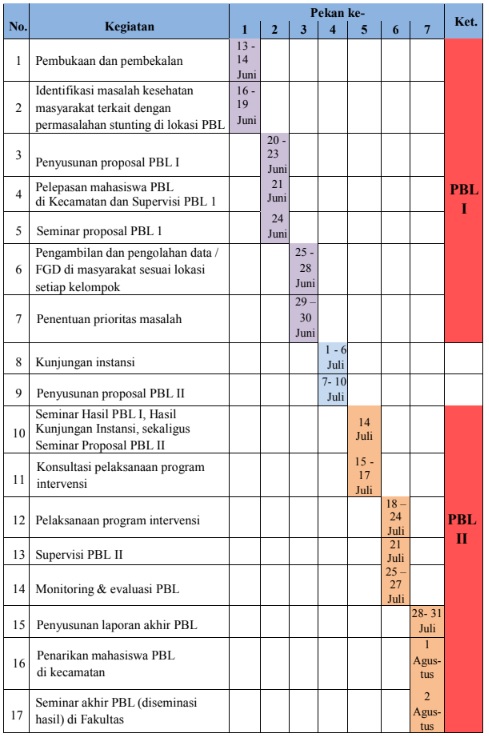 No. Kegiatan Pekan ke- Ket.
1 2 3 4 5 6 7
1 Pembukaan dan pembekalan 13 -
14
Juni
2 Identifikasi masalah kesehatan
masyarakat terkait dengan
permasalahan stunting di lokasi PBL
16 -
19
Juni
3 Penyusunan proposal PBL I
20 -
23
Juni
4 Pelepasan mahasiswa PBL
di Kecamatan dan Supervisi PBL 1
21
Juni
5 Seminar proposal PBL 1
24
Juni
6 Pengambilan dan pengolahan data /
FGD di masyarakat sesuai lokasi
setiap kelompok
25 -
28
Juni
7 Penentuan prioritas masalah
29 –
30
Juni
PBL
I
8 Kunjungan instansi
1 - 6
Juli
9 Penyusunan proposal PBL II
7- 10
Juli
10 Seminar Hasil PBL I, Hasil
Kunjungan Instansi, sekaligus
Seminar Proposal PBL II
14
Juli
11 Konsultasi pelaksanaan program
intervensi
15 -
17
Juli
12 Pelaksanaan program intervensi
18 –
24
Juli
13 Supervisi PBL II
21
Juli
14 Monitoring & evaluasi PBL
25 –
27
Juli
15 Penyusunan laporan akhir PBL
28- 31
Juli
16 Penarikan mahasiswa PBL
di kecamatan
1
Agus-
tus
17 Seminar akhir PBL (diseminasi
hasil) di Fakultas
2
Agus-
tus
PBL
II